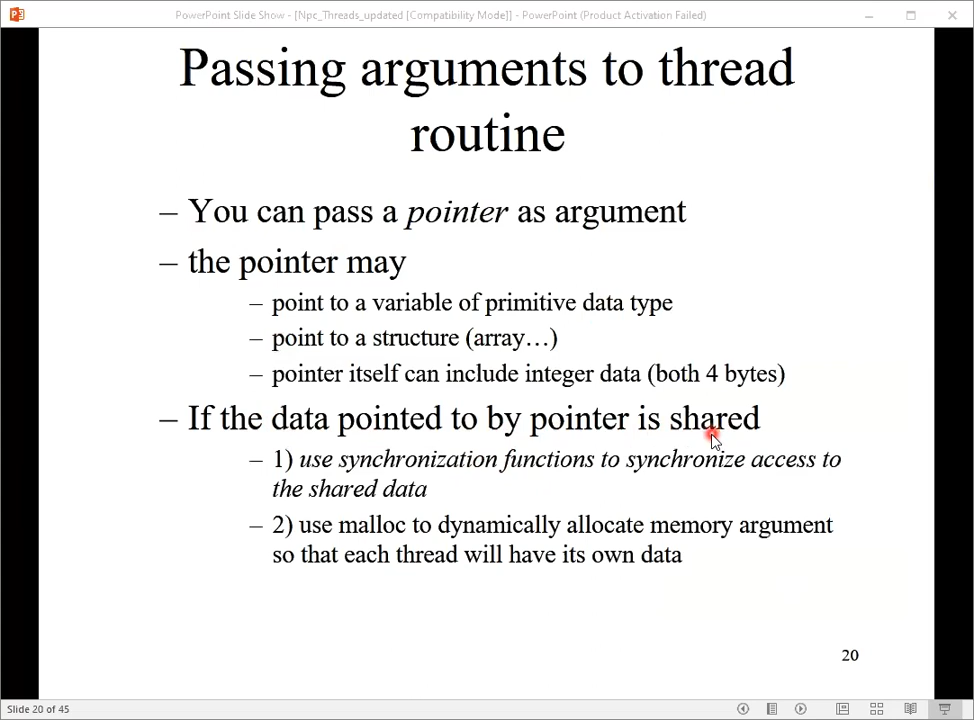 PowerPoint Slide Show - [Npc_Threads_updated [Compatibility Mode]] - PowerPoint (Product Activation Failed)
Passing arguments to thread
routine
– You can pass a pointer as argument
– the pointer may
– point to a variable of primitive data type
– point to a structure (array…)
– pointer itself can include integer data (both 4 bytes)
– If the data pointed to by pointer is shared
– 1) use synchronization functions to synchronize access to
the shared data
– 2) use malloc to dynamically allocate memory argument
so that each thread will have its own data
20
Slide 20 of 45